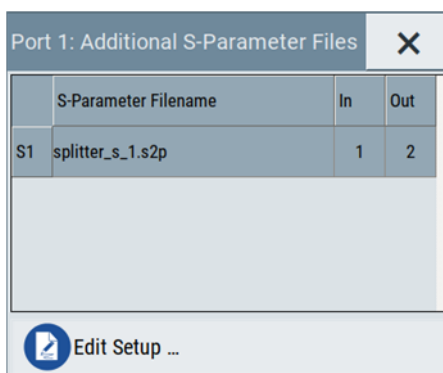 Port 1: Additional S-Parameter Files
S-Parameter Filename In Out
S1 splitter_s_1.s2p 1 2
Edit Setup ...